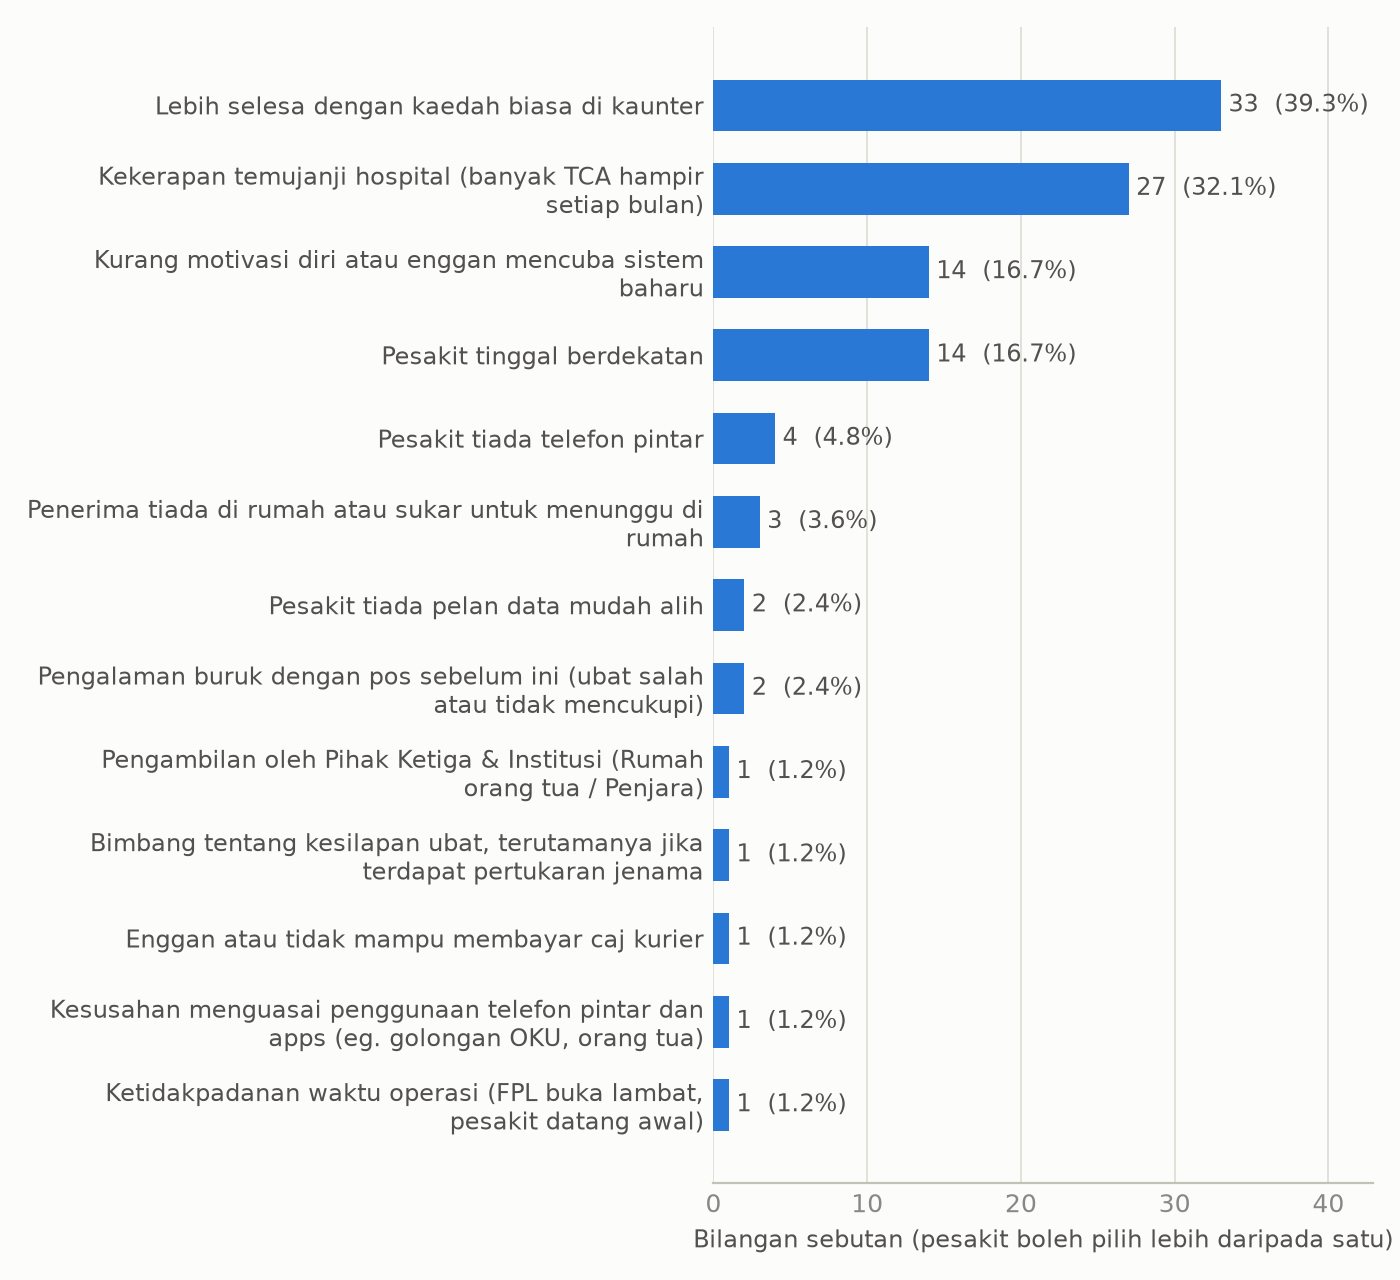 Lebih selesa dengan kaedah biasa di kaunter
33 (39.3%)
Kekerapan temujanji hospital (banyak TCA hampir
setiap bulan)
27 (32.1%)
Kurang motivasi diri atau enggan mencuba sistem
baharu
14 (16.7%)
Pesakit tinggal berdekatan
14 (16.7%)
Pesakit tiada telefon pintar
4 (4.8%)
Penerima tiada di rumah atau sukar untuk menunggu di
rumah
3 (3.6%)
Pesakit tiada pelan data mudah alih
2 (2.4%)
Pengalaman buruk dengan pos sebelum ini (ubat salah
atau tidak mencukupi)
2 (2.4%)
Pengambilan oleh Pihak Ketiga & Institusi (Rumah
orang tua / Penjara)
1 (1.2%)
Bimbang tentang kesilapan ubat, terutamanya jika
terdapat pertukaran jenama
1 (1.2%)
Enggan atau tidak mampu membayar caj kurier
1 (1.2%)
Kesusahan menguasai penggunaan telefon pintar dan
apps (eg. golongan OKU, orang tua)
1 (1.2%)
Ketidakpadanan waktu operasi (FPL buka lambat,
pesakit datang awal)
1 (1.2%)
0 10 20 30 40
Bilangan sebutan (pesakit boleh pilih lebih daripada satu)